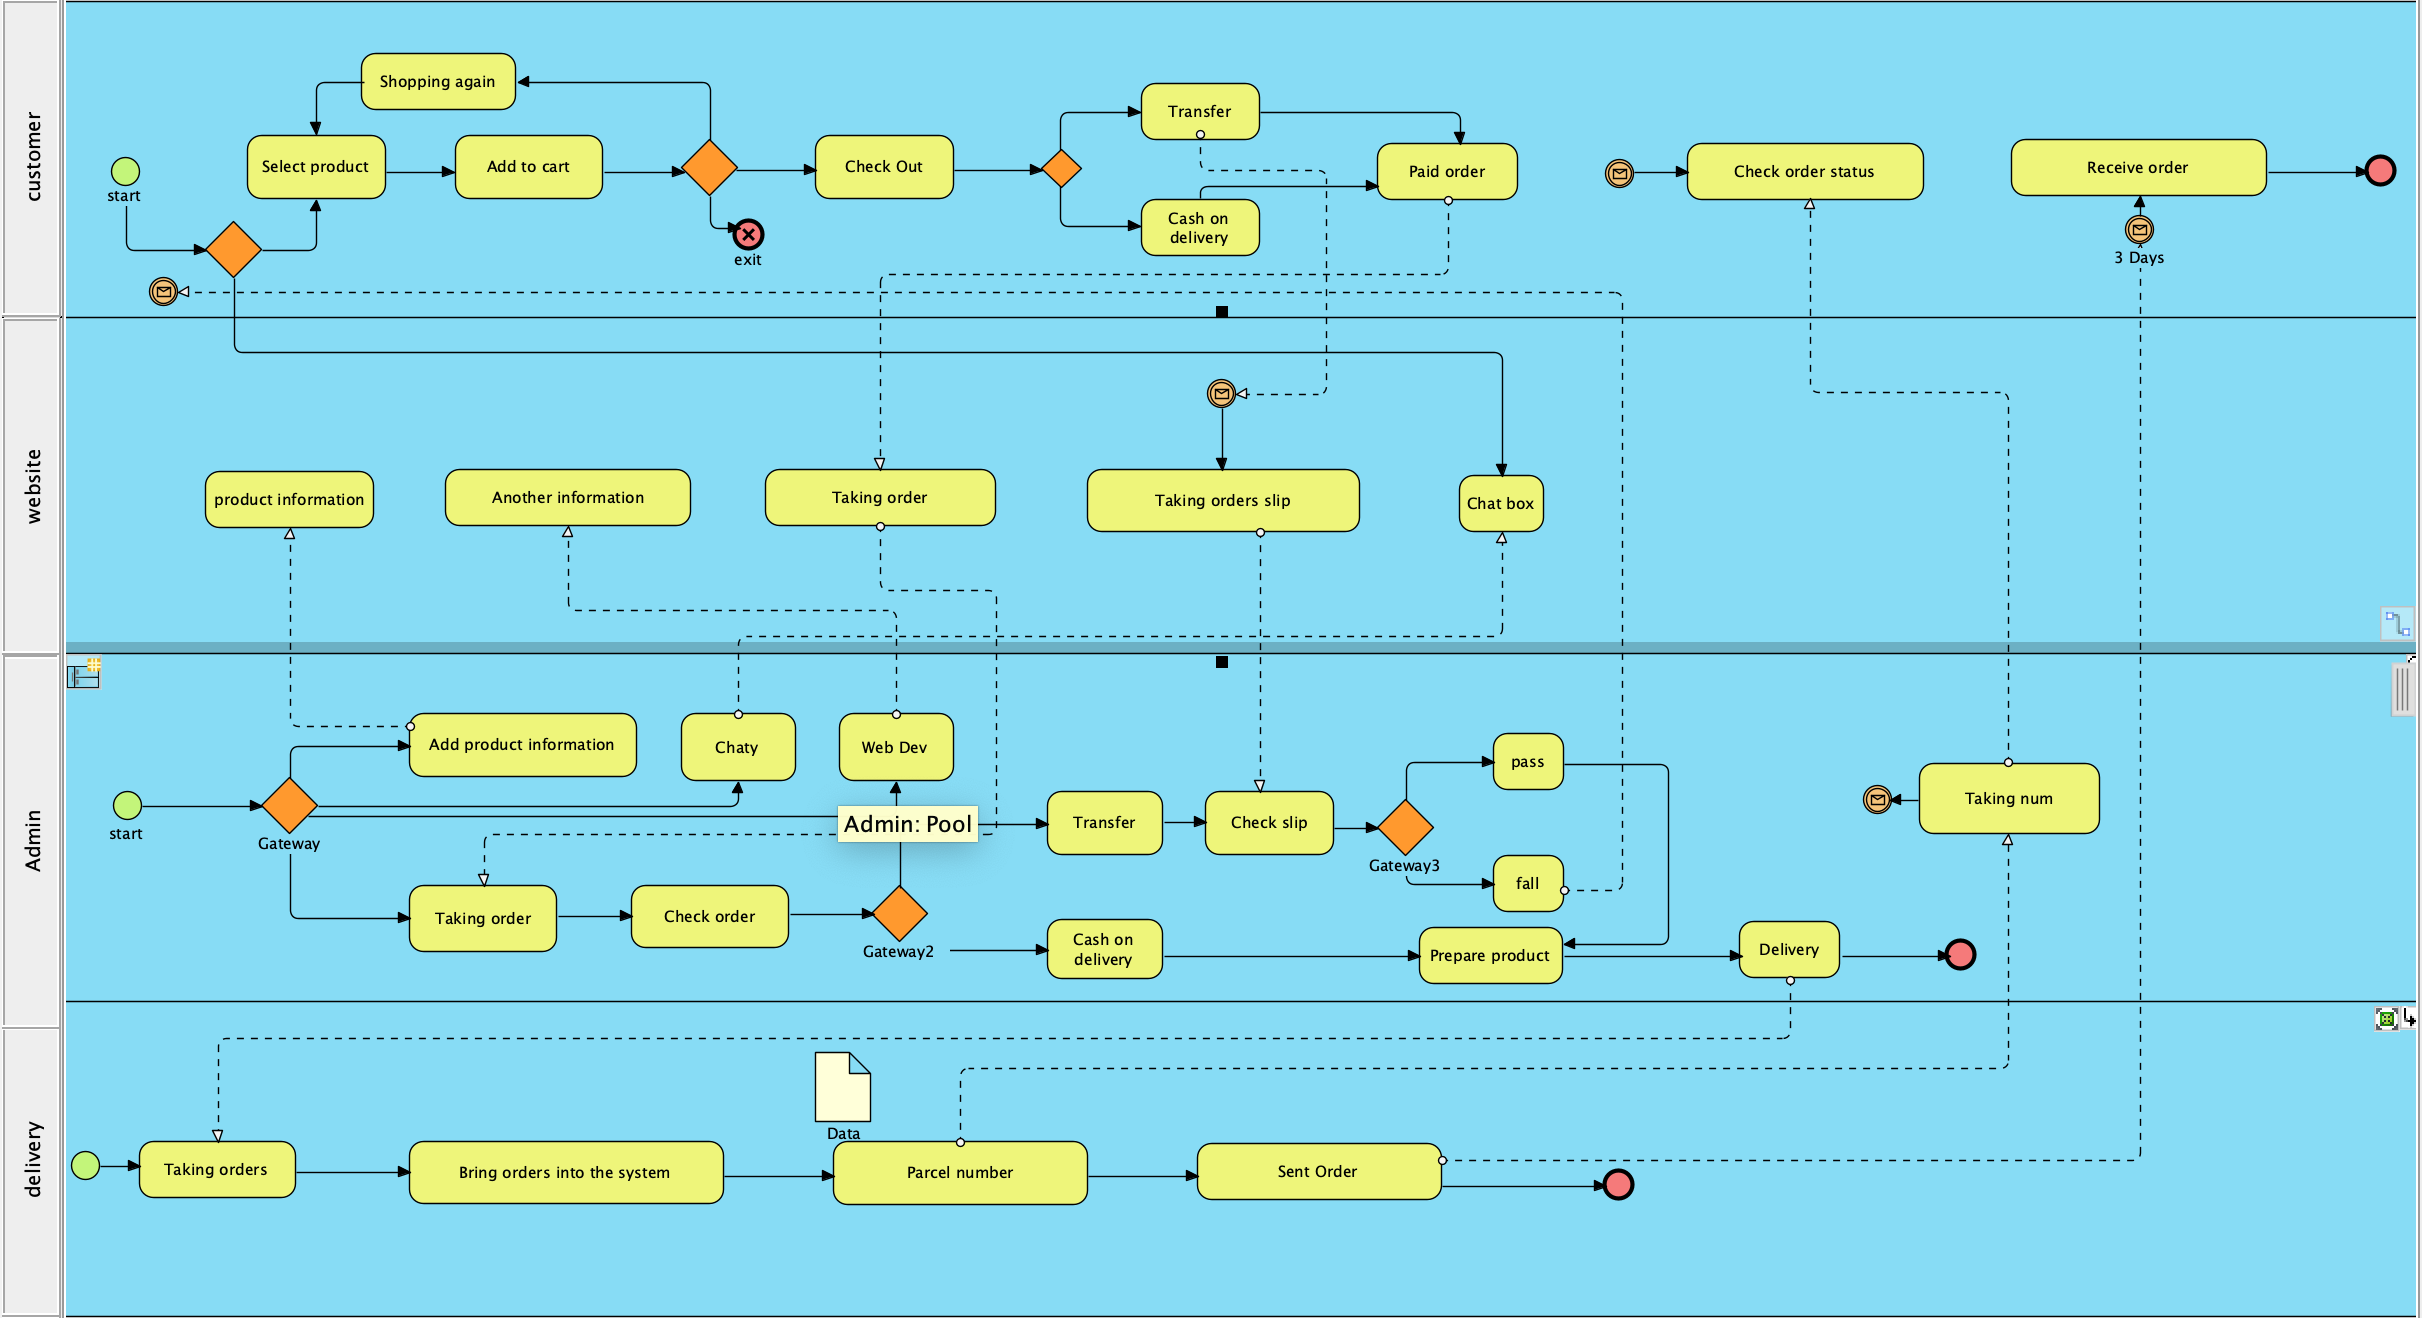 customer
Shopping again
Transfer
Select product
Add to cart
Check Out
Paid order
Check order status
Receive order
start
Cash on
delivery
exit
3 Days
website
product information
Another information
Taking order
Taking orders slip
Chat box
Admin
Add product information
Chaty
Web Dev
pass
Taking num
Admin: Pool
Transfer
Check slip
start
Gateway
Gateway3
fall
Taking order
Check order
Gateway2
Cash on
delivery
Prepare product
Delivery
delivery
Data
Taking orders
Bring orders into the system
Parcel number
Sent Order